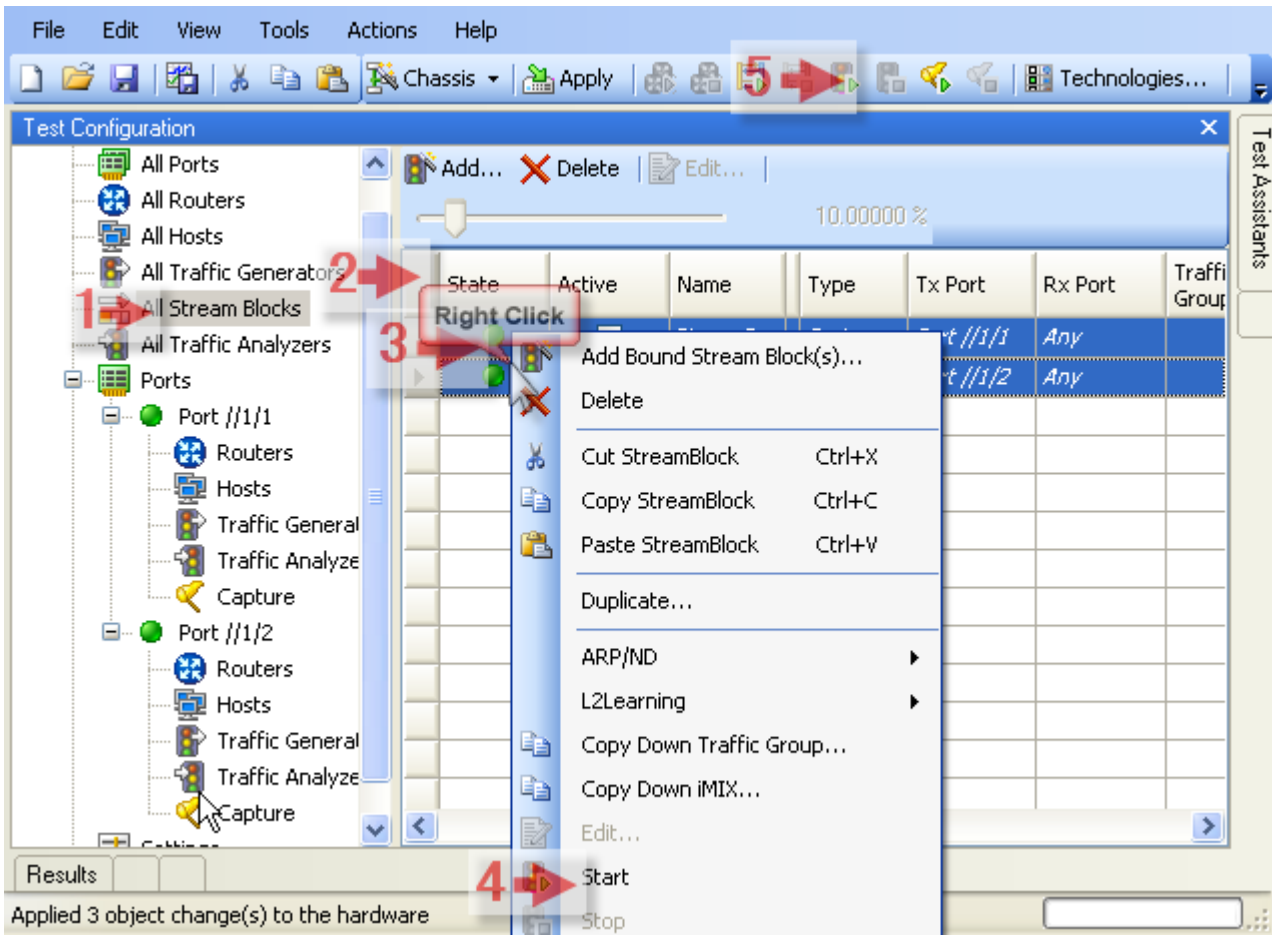 File Edit View Tools Actions Help
Chassis Apply 5 Technologies...
Test Configuration
Test Assistants
All Ports
All Routers
All Hosts
All Traffic Generators
1 All Stream Blocks
All Traffic Analyzers
Ports
Port //1/1
Routers
Hosts
Traffic General
Traffic Analyze
Capture
Port //1/2
Routers
Hosts
Traffic General
Traffic Analyze
Capture
Add... Delete Edit...
10.00000 %
2 State Active Name Type Tx Port Rx Port Traffi
Group
Right Click
3
//1/1 Any
//1/2 Any
Add Bound Stream Block(s)...
Delete
Cut StreamBlock Ctrl+X
Copy StreamBlock Ctrl+C
Paste StreamBlock Ctrl+V
Duplicate...
ARP/ND
L2Learning
Copy Down Traffic Group...
Copy Down iMIX...
Edit...
4 Start
Stop
Results
Applied 3 object change(s) to the hardware